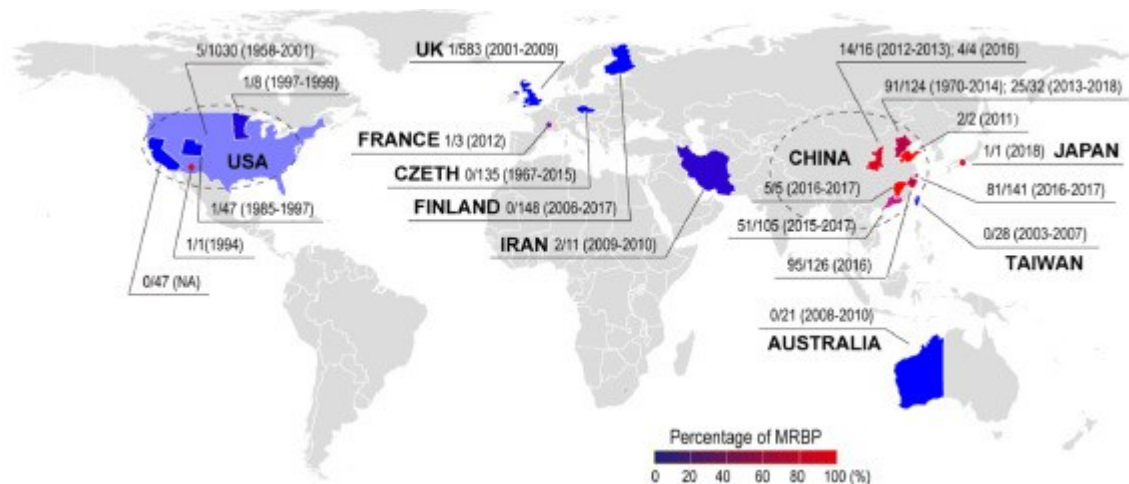 5/1030 (1958-2001)
1/8 (1997-1999)
USA
1/47 (1985-1997)
1/1(1994)
0/47 (NA)
UK 1/583 (2001-2009)
FRANCE 1/3 (2012)
CZETH 0/135 (1967-2015)
FINLAND 0/148 (2006-2017)
IRAN 2/11 (2009-2010)
14/16 (2012-2013); 4/4 (2016)
91/124 (1970-2014); 25/32 (2013-2018)
2/2 (2011)
CHINA
1/1 (2018) JAPAN
5/5 (2016-2017)
81/141 (2016-2017)
51/105 (2015-2017)
0/28 (2003-2007)
TAIWAN
95/126 (2016)
0/21 (2008-2010)
AUSTRALIA
Percentage of MRBP
0 20 40 60 80 100 (%)